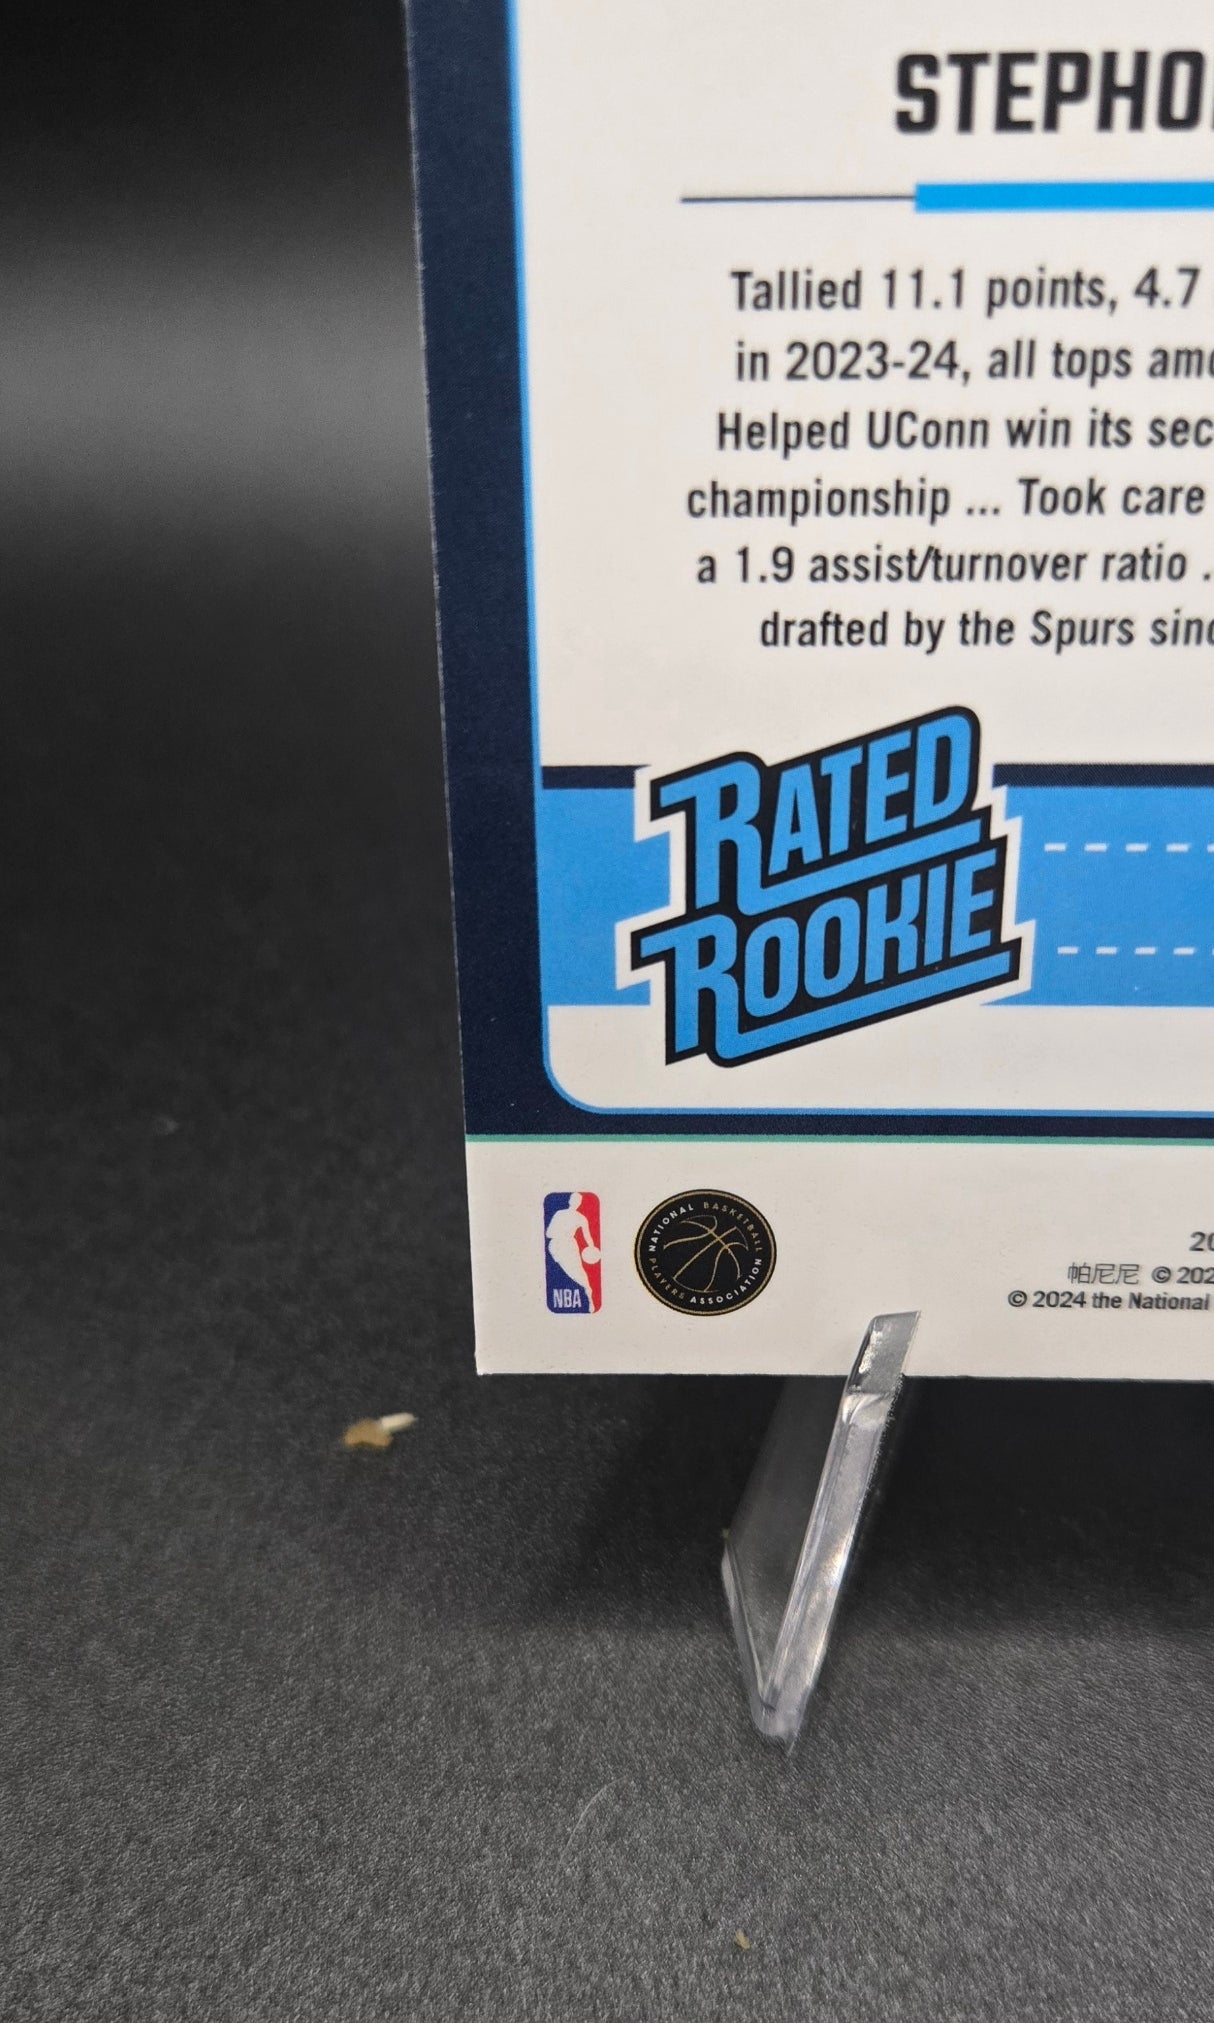 STEPHO
Tallied 11.1 points, 4.7
in 2023-24, all tops amo
Helped UConn win its sec
championship ... Took care
a 1.9 assist/turnover ratio .
drafted by the Spurs sinc
RATED
ROOKIE
NBA
NATIONAL BASKETBALL
PLAYERS ASSOCIATION
20
帕尼尼 © 202
© 2024 the National